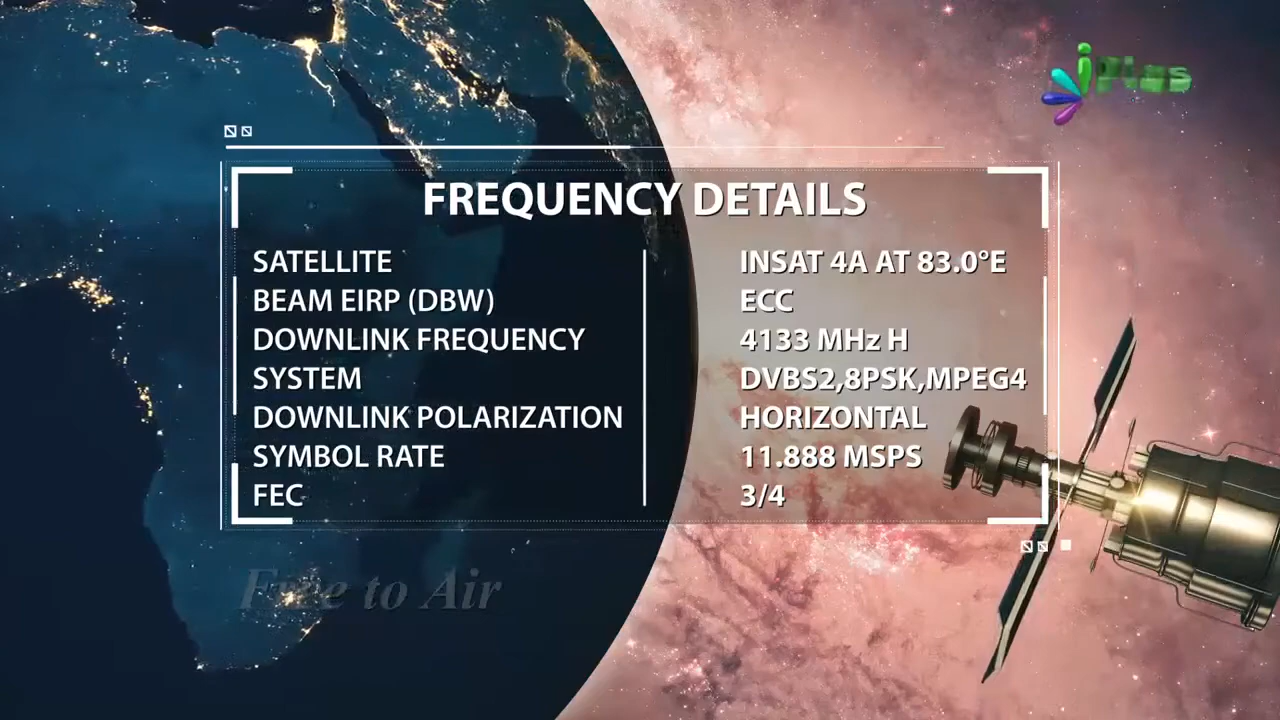 iPlus
FREQUENCY DETAILS
SATELLITE INSAT 4A AT 83.0°E
BEAM EIRP (DBW) ECC
DOWNLINK FREQUENCY 4133 MHz H
SYSTEM DVBS2,8PSK,MPEG4
DOWNLINK POLARIZATION HORIZONTAL
SYMBOL RATE 11.888 MSPS
FEC 3/4
Free to Air